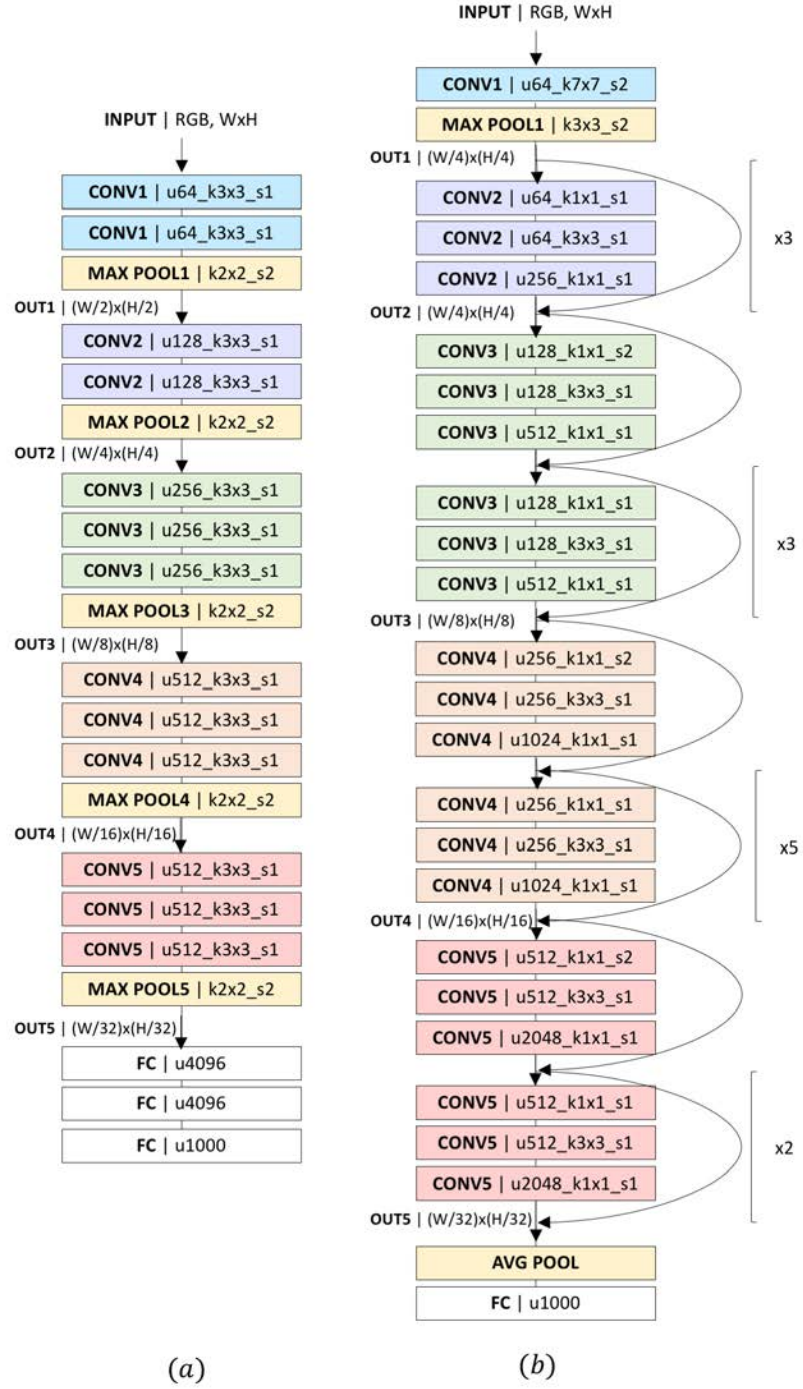 INPUT | RGB, WxH
CONV1 | u64_k3x3_s1
CONV1 | u64_k3x3_s1
MAX POOL1 | k2x2_s2
OUT1 | (W/2)x(H/2)
CONV2 | u128_k3x3_s1
CONV2 | u128_k3x3_s1
MAX POOL2 | k2x2_s2
OUT2 | (W/4)x(H/4)
CONV3 | u256_k3x3_s1
CONV3 | u256_k3x3_s1
CONV3 | u256_k3x3_s1
MAX POOL3 | k2x2_s2
OUT3 | (W/8)x(H/8)
CONV4 | u512_k3x3_s1
CONV4 | u512_k3x3_s1
CONV4 | u512_k3x3_s1
MAX POOL4 | k2x2_s2
OUT4 | (W/16)x(H/16)
CONV5 | u512_k3x3_s1
CONV5 | u512_k3x3_s1
CONV5 | u512_k3x3_s1
MAX POOL5 | k2x2_s2
OUT5 | (W/32)x(H/32)
FC | u4096
FC | u4096
FC | u1000
(a)
INPUT | RGB, WxH
CONV1 | u64_k7x7_s2
MAX POOL1 | k3x3_s2
OUT1 | (W/4)x(H/4)
CONV2 | u64_k1x1_s1
CONV2 | u64_k3x3_s1
x3
CONV2 | u256_k1x1_s1
OUT2 | (W/4)x(H/4)
CONV3 | u128_k1x1_s2
CONV3 | u128_k3x3_s1
CONV3 | u512_k1x1_s1
CONV3 | u128_k1x1_s1
CONV3 | u128_k3x3_s1
x3
CONV3 | u512_k1x1_s1
OUT3 | (W/8)x(H/8)
CONV4 | u256_k1x1_s2
CONV4 | u256_k3x3_s1
CONV4 | u1024_k1x1_s1
CONV4 | u256_k1x1_s1
CONV4 | u256_k3x3_s1
x5
CONV4 | u1024_k1x1_s1
OUT4 | (W/16)x(H/16)
CONV5 | u512_k1x1_s2
CONV5 | u512_k3x3_s1
CONV5 | u2048_k1x1_s1
CONV5 | u512_k1x1_s1
CONV5 | u512_k3x3_s1
x2
CONV5 | u2048_k1x1_s1
OUT5 | (W/32)x(H/32)
AVG POOL
FC | u1000
(b)